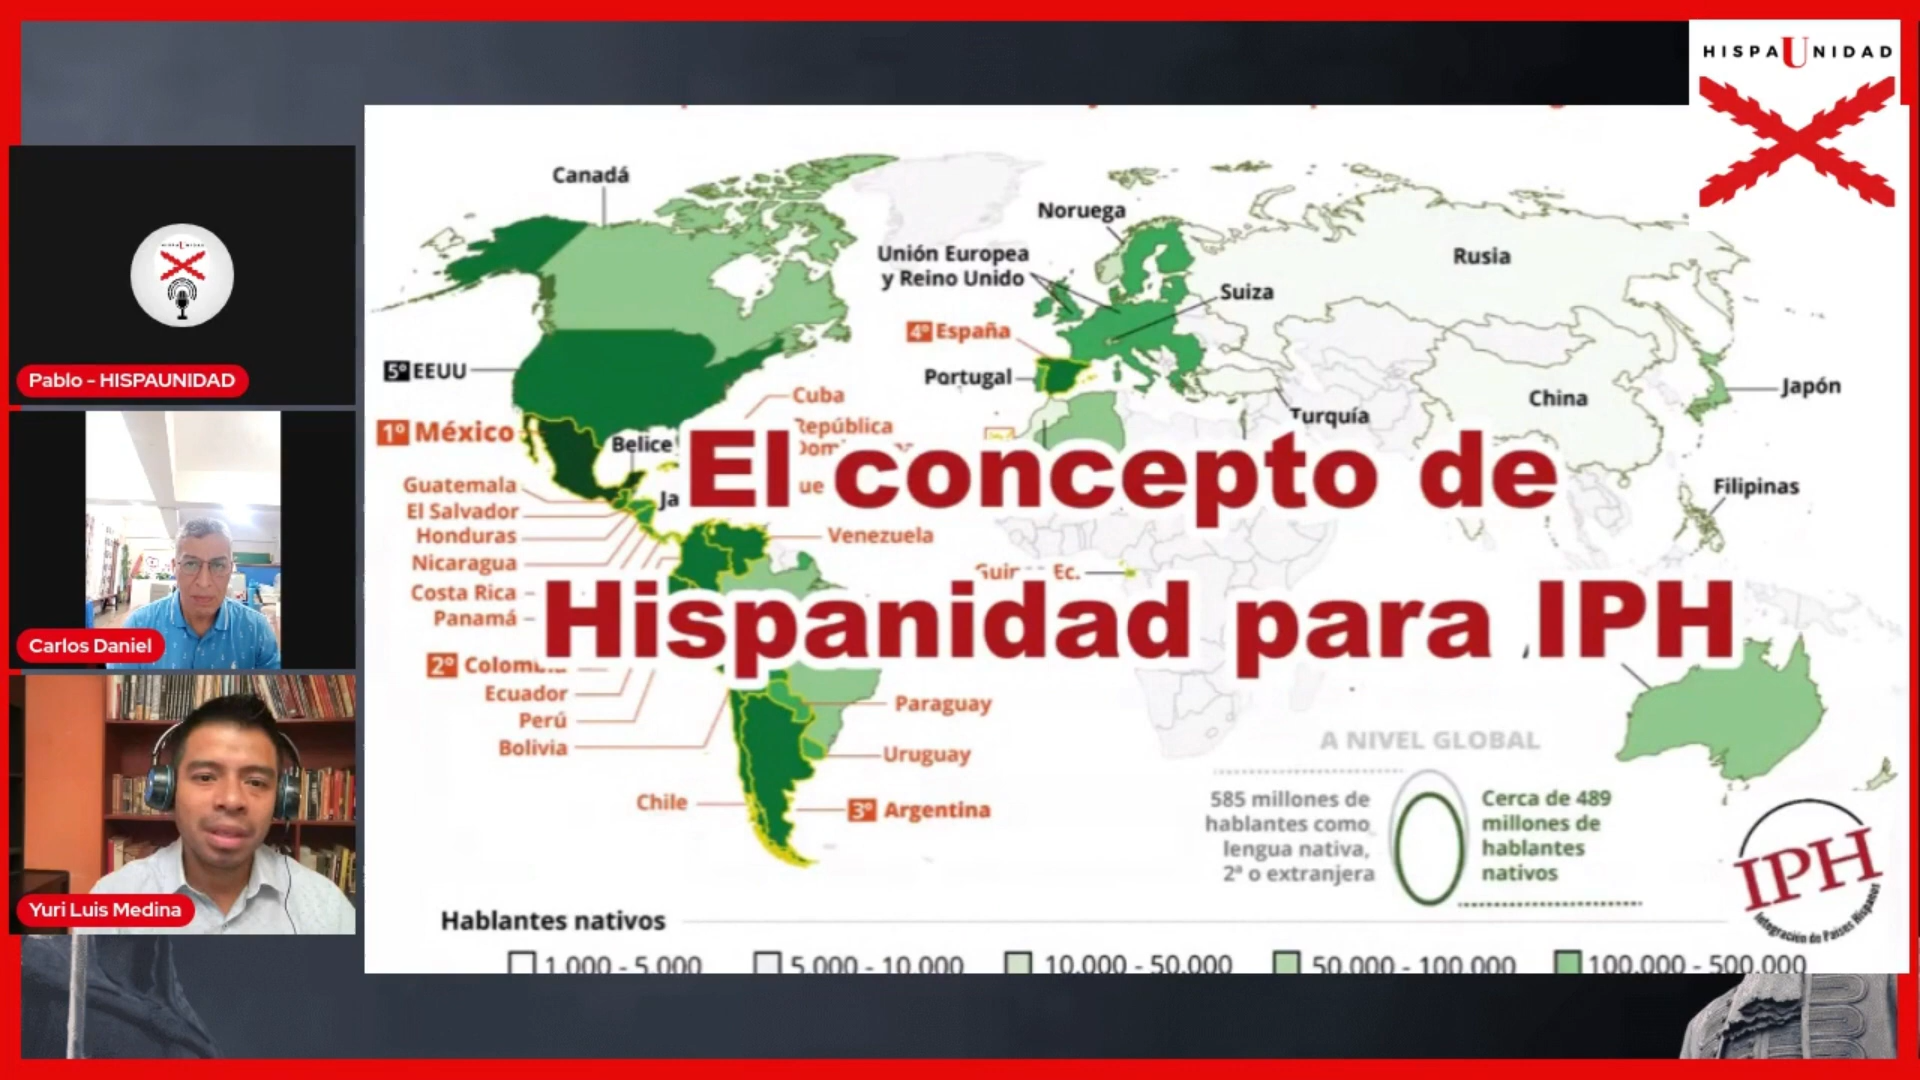 HISPAUNIDAD
Canadá
Noruega
Unión Europea
y Reino Unido
Rusia
Suiza
4º España
5º EEUU
Portugal
Japón
China
Cuba
Turquía
República
1º México
Belice
Filipinas
Guatemala
El Salvador
Honduras
Nicaragua
Costa Rica
Panamá
Venezuela
Ec.
El concepto de
Hispanidad para IPH
2º
Ecuador
Perú
Bolivia
Paraguay
Uruguay
Chile
3º Argentina
A NIVEL GLOBAL
585 millones de
hablantes como
lengua nativa,
2ª o extranjera
Cerca de 489
millones de
hablantes
nativos
IPH
Integración de Países Hispanos
Hablantes nativos
1.000 - 5.000
5.000 - 10.000
10.000 - 50.000
50.000 - 100.000
100.000 - 500.000
Pablo - HISPAUNIDAD
Carlos Daniel
Yuri Luis Medina